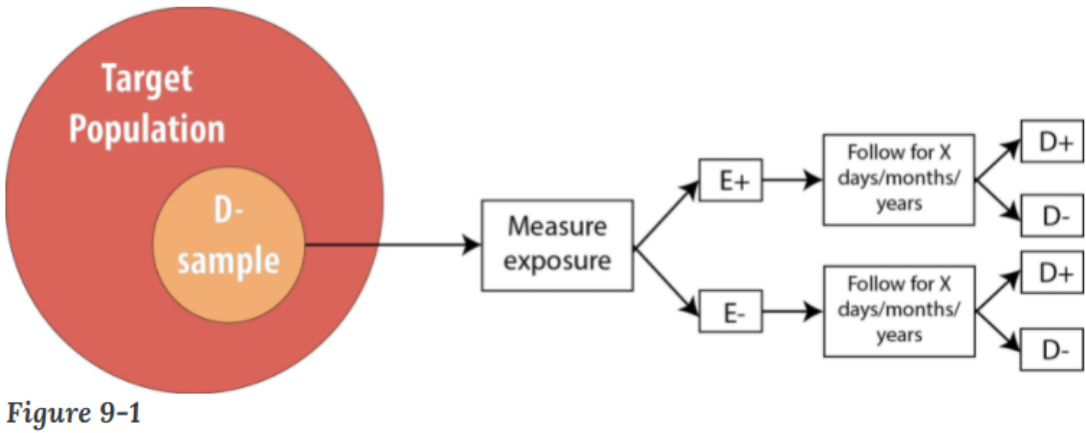 Target
Population
D-
sample
Measure
exposure
E+
E-
Follow for X
days/months/
years
Follow for X
days/months/
years
D+
D-
D+
D-
Figure 9-1